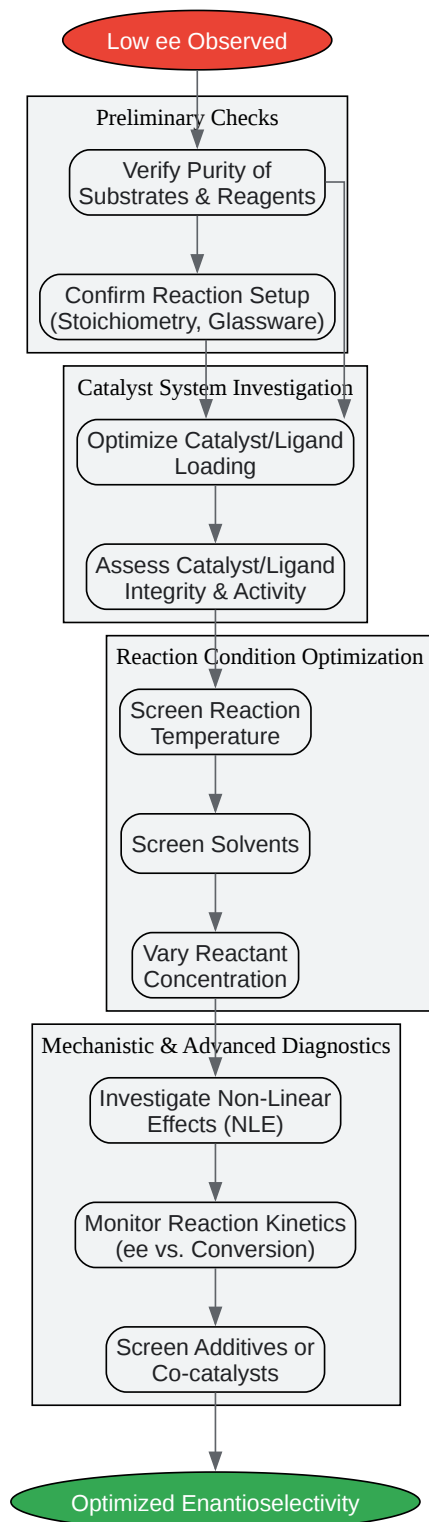 Low ee Observed
Preliminary Checks
Verify Purity of
Substrates & Reagents
Confirm Reaction Setup
(Stoichiometry, Glassware)
Catalyst System Investigation
Optimize Catalyst/Ligand
Loading
Assess Catalyst/Ligand
Integrity & Activity
Reaction Condition Optimization
Screen Reaction
Temperature
Screen Solvents
Vary Reactant
Concentration
Mechanistic & Advanced Diagnostics
Investigate Non-Linear
Effects (NLE)
Monitor Reaction Kinetics
(ee vs. Conversion)
Screen Additives or
Co-catalysts
Optimized Enantioselectivity